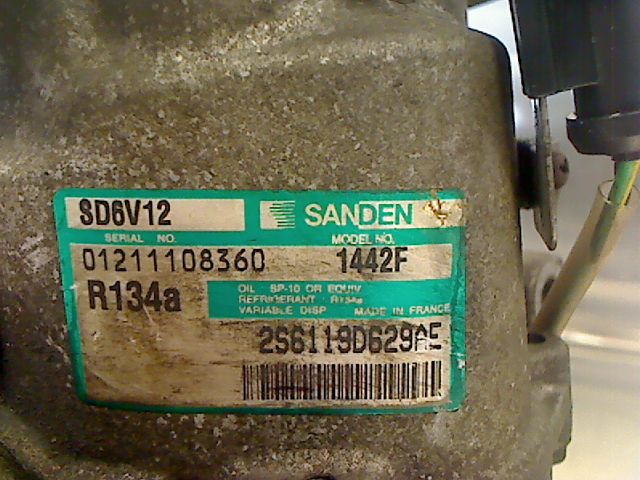 SD6V12 SANDEN
SERIAL NO. MODEL NO.
01211108360 1442F
R134a
OIL SP-10 OR EQUIV
REFRIGERANT R134a
VARIABLE DISP MADE IN FRANCE
2S6119D629AE